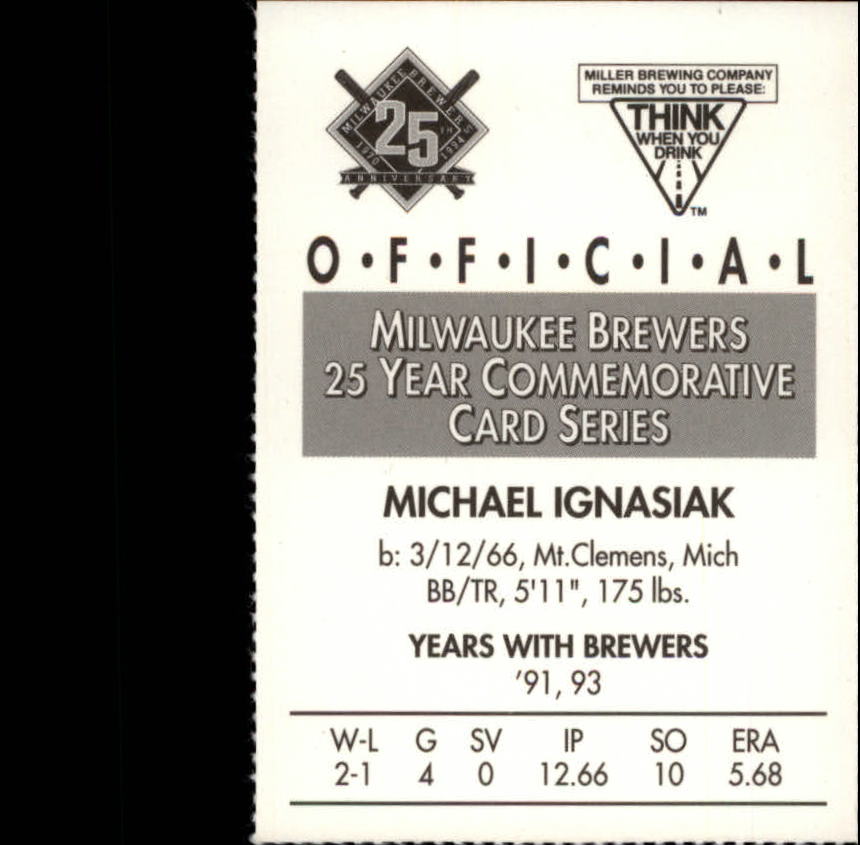 MILWAUKEE BREWERS
25TH
1970 1994
ANNIVERSARY
MILLER BREWING COMPANY
REMINDS YOU TO PLEASE:
THINK
WHEN YOU
DRINK
TM
O•F•F•I•C•I•A•L
MILWAUKEE BREWERS
25 YEAR COMMEMORATIVE
CARD SERIES
MICHAEL IGNASIAK
b: 3/12/66, Mt.Clemens, Mich
BB/TR, 5'11", 175 lbs.
YEARS WITH BREWERS
'91, 93
W-L G SV IP SO ERA
2-1 4 0 12.66 10 5.68